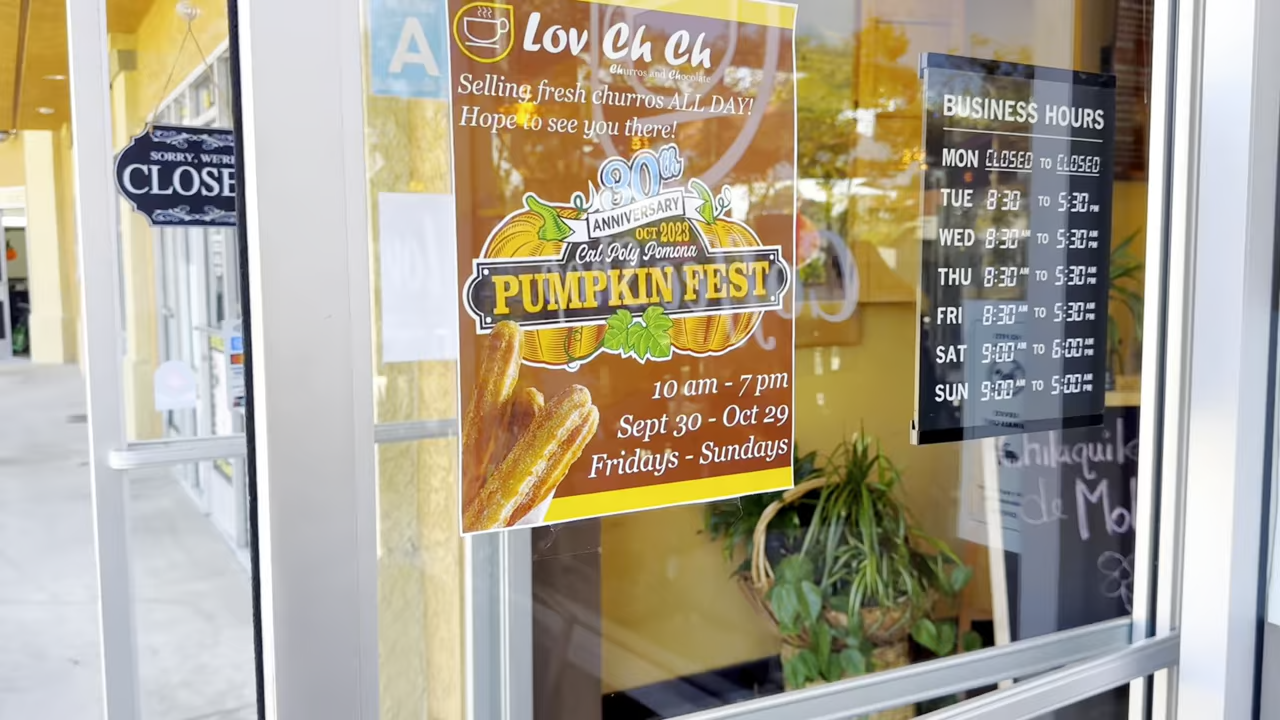 SORRY, WE'RE
CLOSE
A
Lov Ch Ch
Churros and Chocolate
Selling fresh churros ALL DAY!
Hope to see you there!
30th
ANNIVERSARY
OCT 2023
Cal Poly Pomona
PUMPKIN FEST
10 am - 7 pm
Sept 30 - Oct 29
Fridays - Sundays
BUSINESS HOURS
MON CLOSED TO CLOSED
TUE 8:30 TO 5:30 PM
WED 8:30 AM TO 5:30 PM
THU 8:30 AM TO 5:30 PM
FRI 8:30 AM TO 5:30 PM
SAT 9:00 AM TO 6:00 PM
SUN 9:00 AM TO 5:00 PM
chilaquile
de Mol